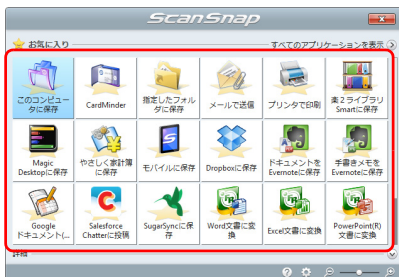 ScanSnap
お気に入り
すべてのアプリケーションを表示
このコンピュー
タに保存
CardMinder
指定したフォル
ダに保存
メールで送信
プリンタで印刷
楽2ライブラリ
Smartに保存
Magic
Desktopに保存
やさしく家計簿
に保存
モバイルに保存
Dropboxに保存
ドキュメントを
Evernoteに保存
手書きメモを
Evernoteに保存
Google
ドキュメント(...
Salesforce
Chatterに投稿
SugarSyncに保
存
Word文書に変
換
Excel文書に変換
PowerPoint(R)
文書に変換
詳細